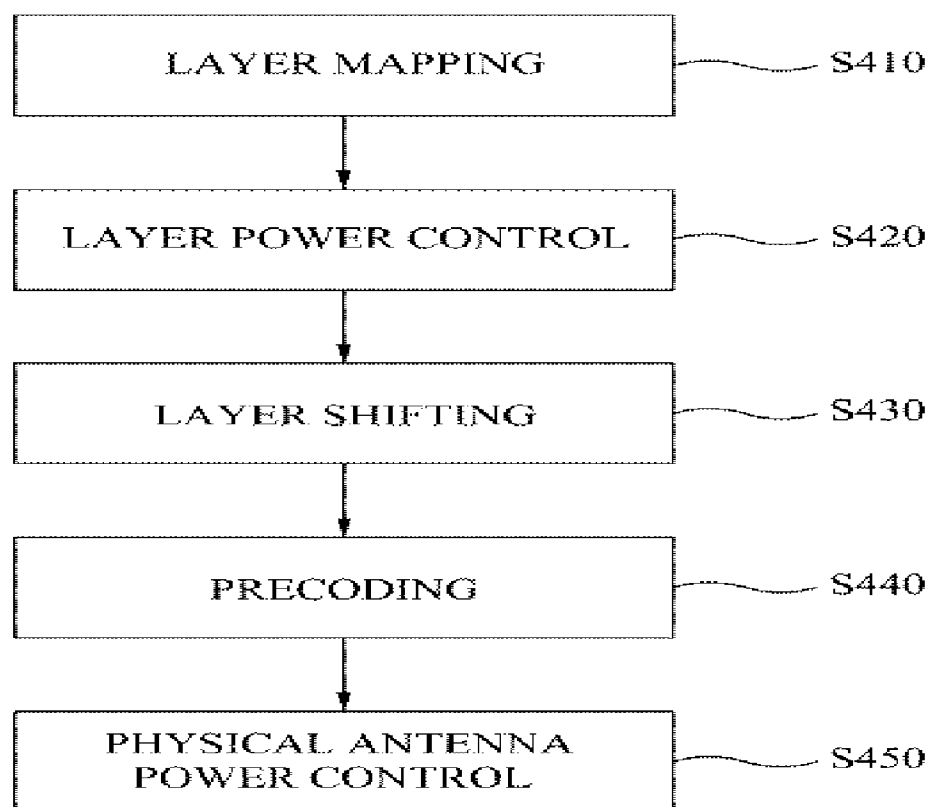 LAYER MAPPING
S410
LAYER POWER CONTROL
S420
LAYER SHIFTING
S430
PRECODING
S440
PHYSICAL ANTENNA
POWER CONTROL
S450